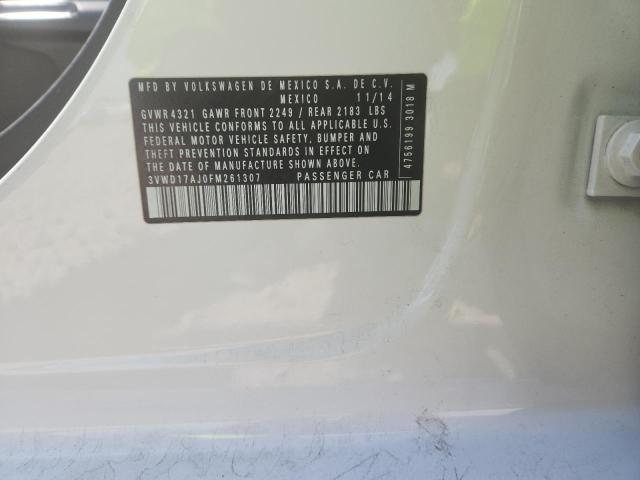 MFD BY VOLKSWAGEN DE MEXICO S.A. DE C.V.
MEXICO 11/14
GVWR 4321 GAWR FRONT 2249 / REAR 2183 LBS
THIS VEHICLE CONFORMS TO ALL APPLICABLE U.S.
FEDERAL MOTOR VEHICLE SAFETY, BUMPER AND
THEFT PREVENTION STANDARDS IN EFFECT ON
THE DATE OF MANUFACTURE SHOWN ABOVE.
3VWD17AJ0FM261307 PASSENGER CAR
4756199 3018 M